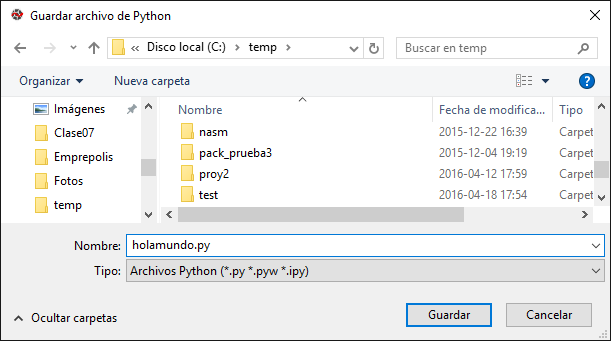 Guardar archivo de Python
« Disco local (C:) › temp ›
Buscar en temp
Organizar
Nueva carpeta
?
Nombre Fecha de modifica... Tipo
Imágenes
Clase07
Emprepolis
Fotos
temp
nasm 2015-12-22 16:39 Carpet
pack_prueba3 2015-12-04 19:19 Carpet
proy2 2016-04-12 17:59 Carpet
test 2016-04-18 17:54 Carpet
Nombre: holamundo.py
Tipo: Archivos Python (*.py *.pyw *.ipy)
Ocultar carpetas
Guardar
Cancelar